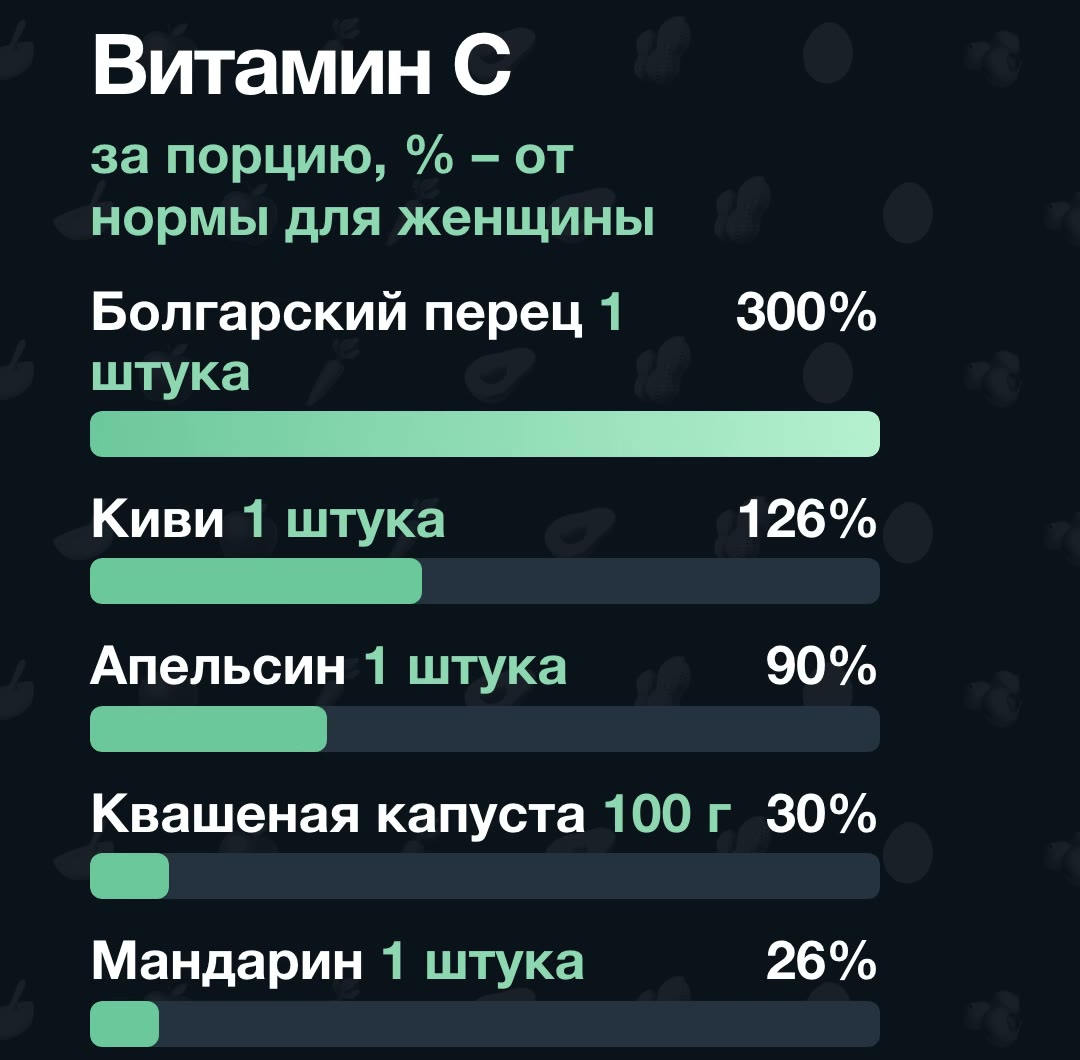 Витамин С
за порцию, % – от
нормы для женщины
Болгарский перец 1 300%
штука
Киви 1 штука 126%
Апельсин 1 штука 90%
Квашеная капуста 100 г 30%
Мандарин 1 штука 26%